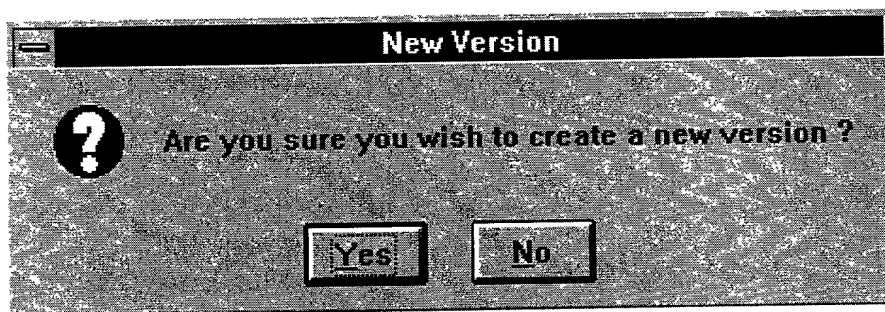 New Version
Are you sure you wish to create a new version ?
Yes
No